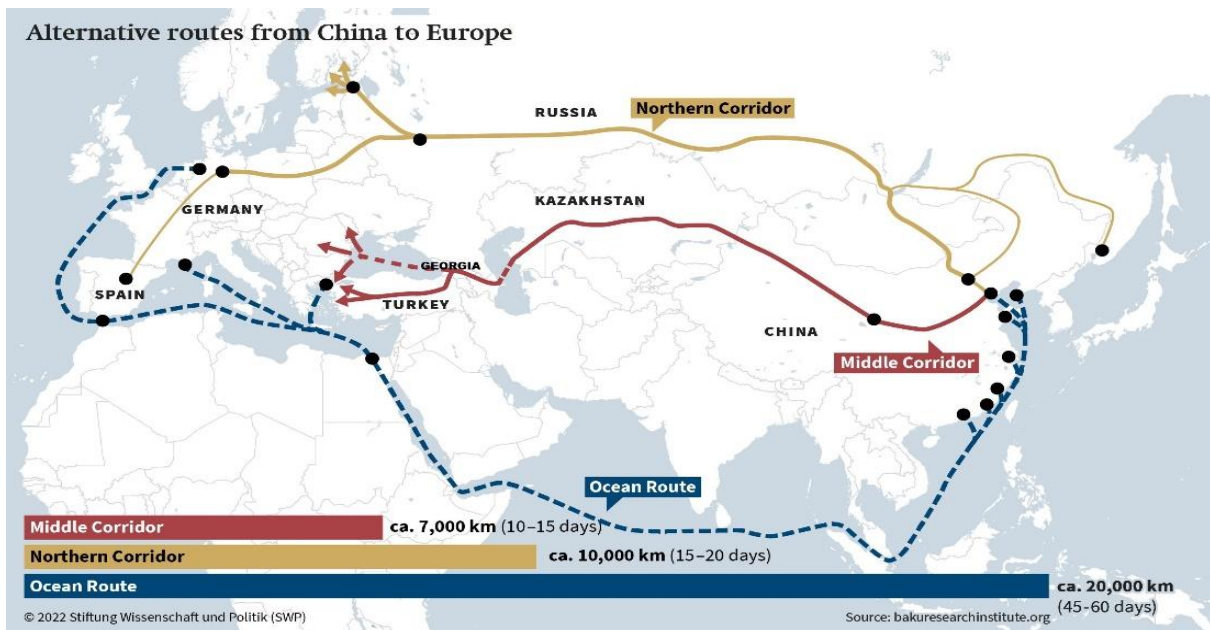 Alternative routes from China to Europe
RUSSIA
Northern Corridor
GERMANY
KAZAKHSTAN
GEORGIA
SPAIN
TURKEY
CHINA
Middle Corridor
Ocean Route
Middle Corridor
ca. 7,000 km (10–15 days)
Northern Corridor
ca. 10,000 km (15–20 days)
Ocean Route
ca. 20,000 km
(45-60 days)
© 2022 Stiftung Wissenschaft und Politik (SWP)
Source: bakuresearchinstitute.org